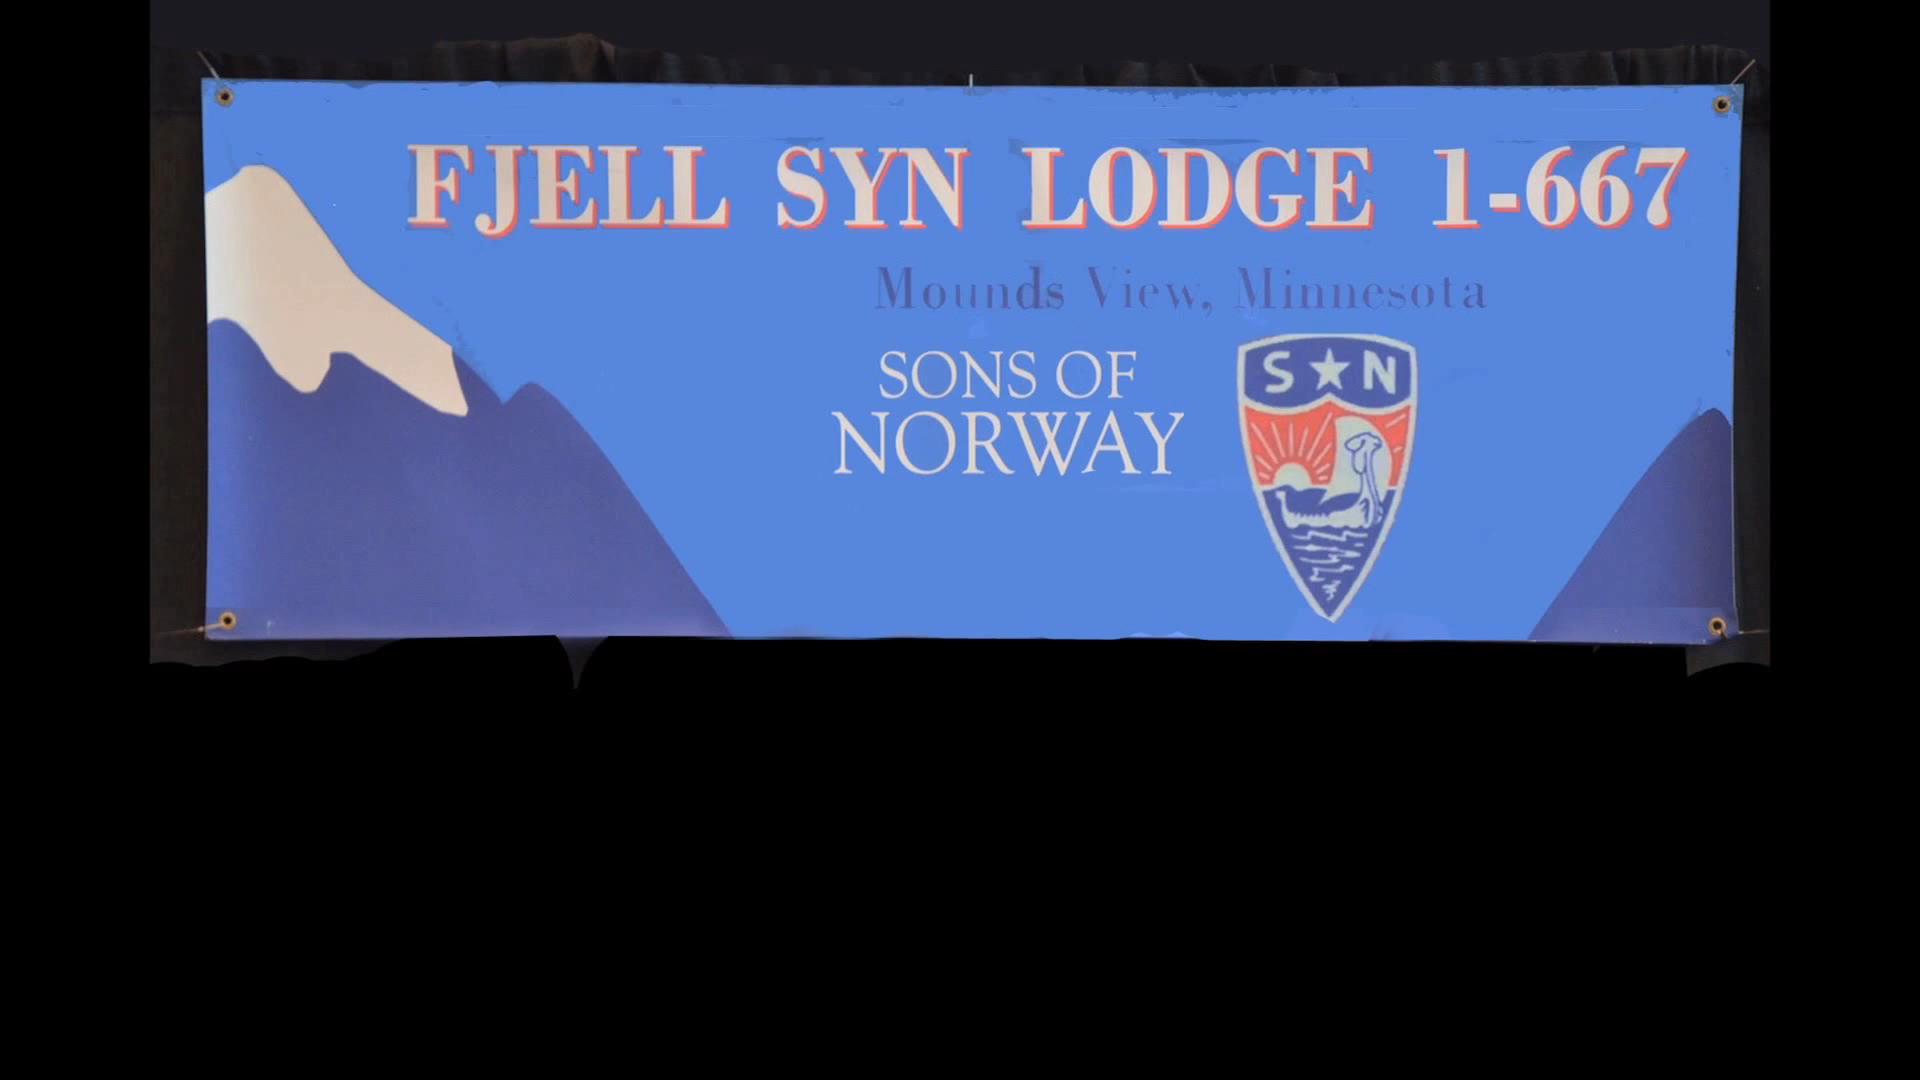 FJELL SYN LODGE 1-667
Mounds View, Minnesota
SONS OF
NORWAY
S N